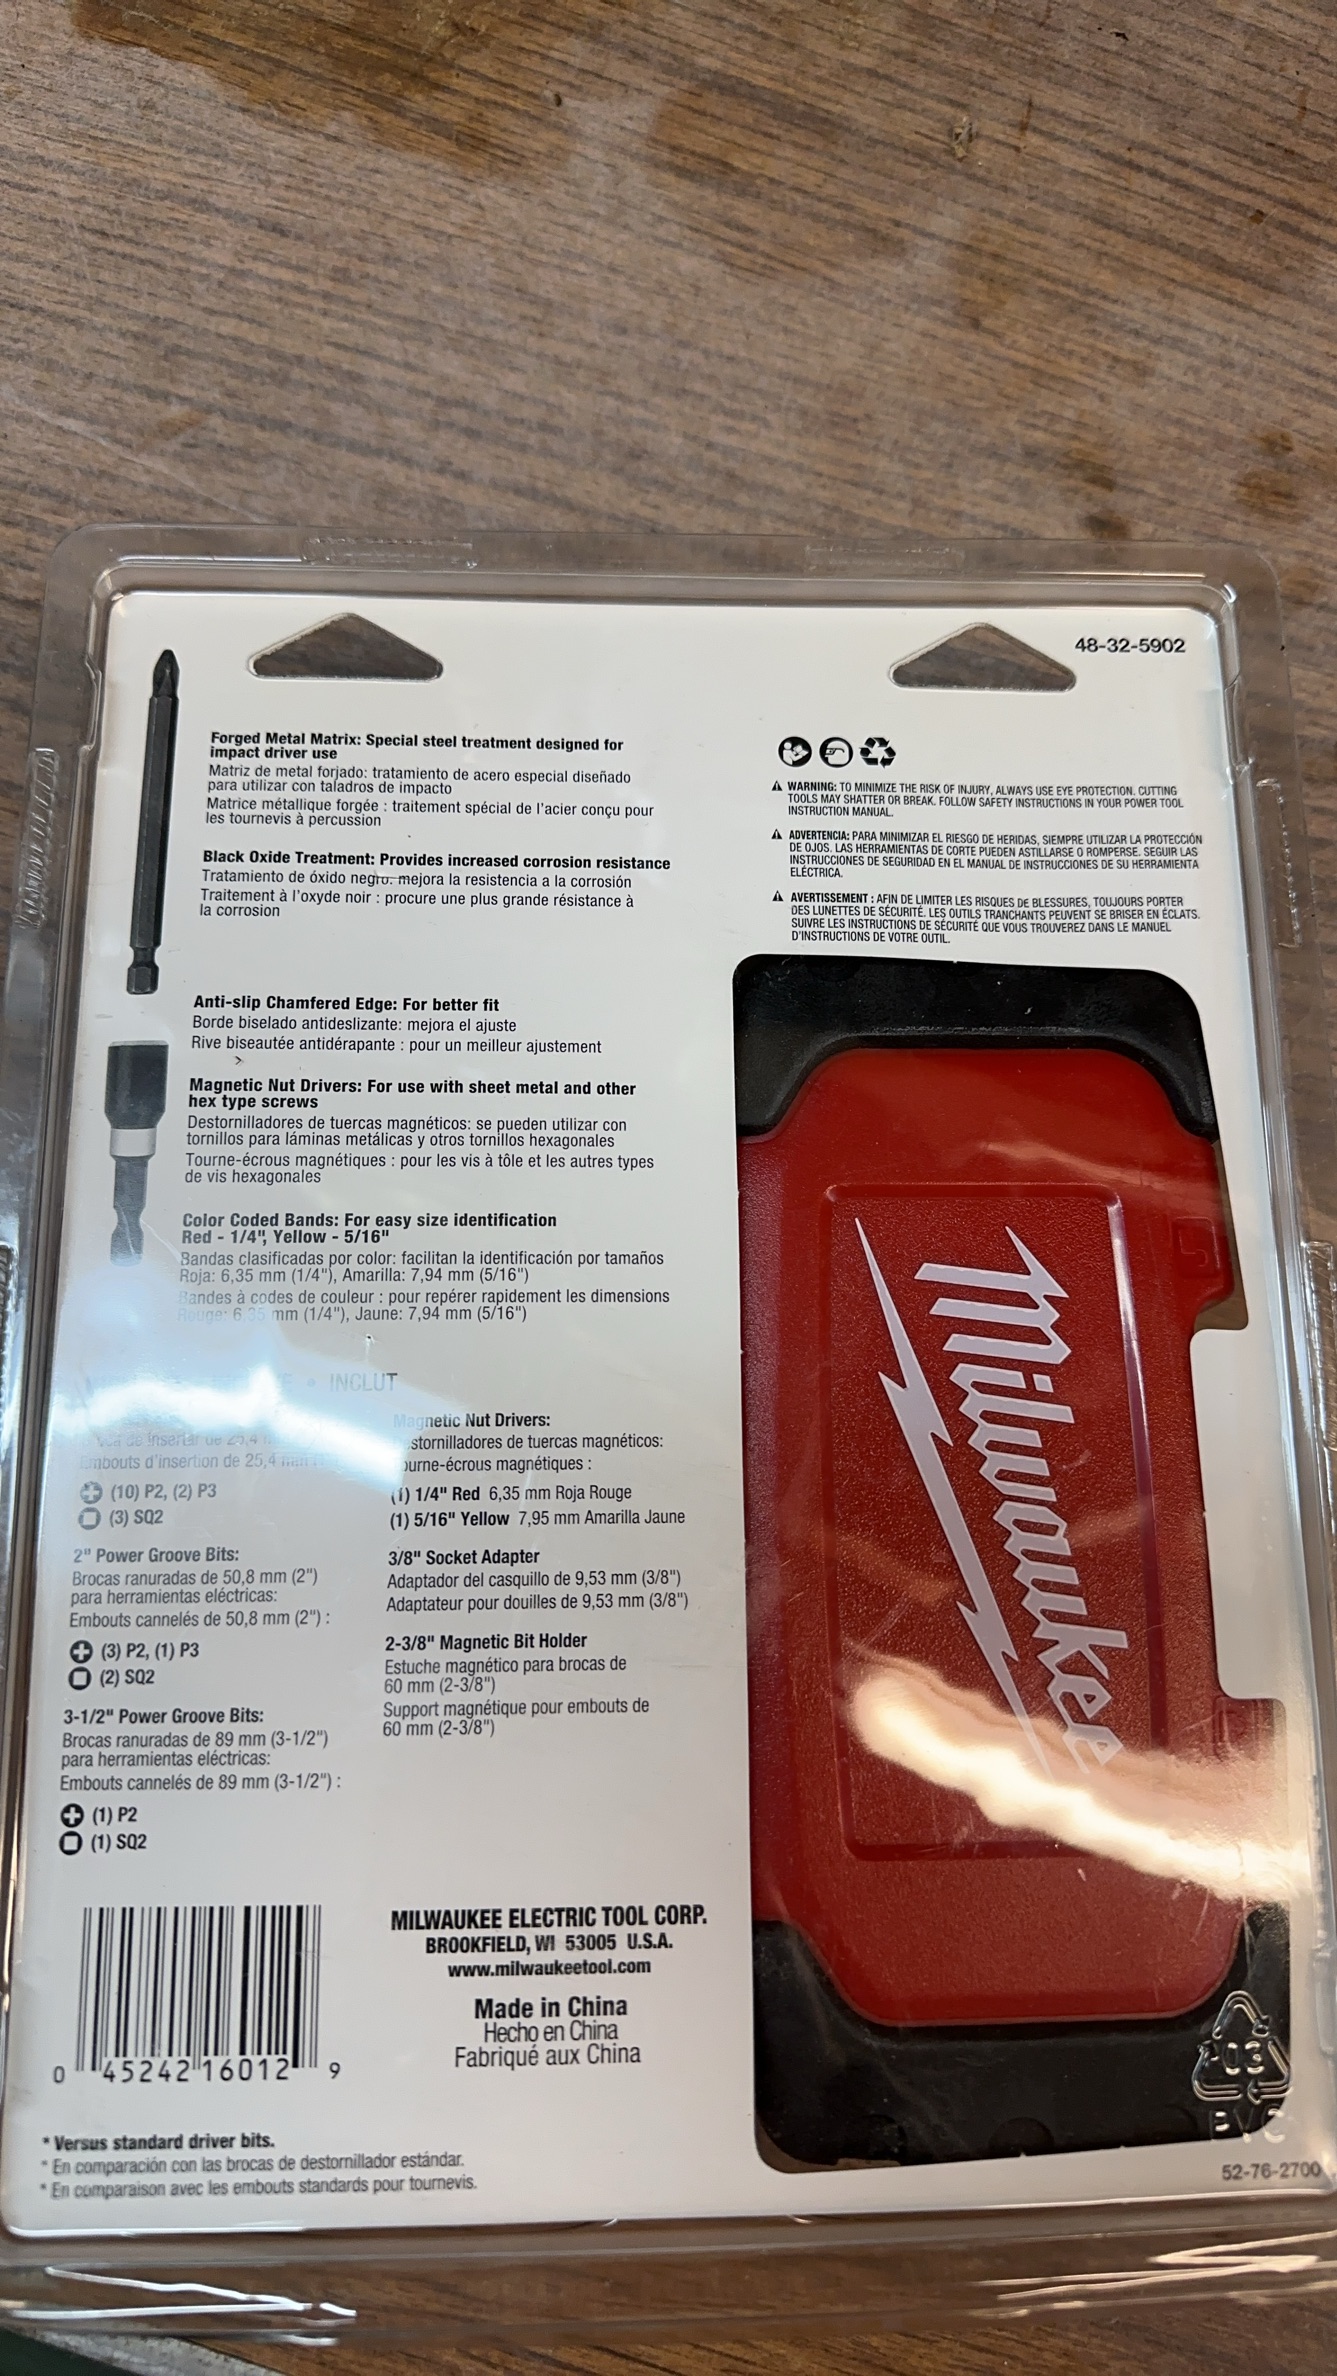 48-32-5902
Forged Metal Matrix: Special steel treatment designed for
impact driver use
Matriz de metal forjado: tratamiento de acero especial diseñado
para utilizar con taladros de impacto
Matrice métallique forgée : traitement spécial de l'acier conçu pour
les tournevis à percussion
Black Oxide Treatment: Provides increased corrosion resistance
Tratamiento de óxido negro: mejora la resistencia a la corrosión
Traitement à l'oxyde noir : procure une plus grande résistance à
la corrosion
Anti-slip Chamfered Edge: For better fit
Borde biselado antideslizante: mejora el ajuste
Rive biseautée antidérapante : pour un meilleur ajustement
Magnetic Nut Drivers: For use with sheet metal and other
hex type screws
Destornilladores de tuercas magnéticos: se pueden utilizar con
tornillos para láminas metálicas y otros tornillos hexagonales
Tourne-écrous magnétiques : pour les vis à tôle et les autres types
de vis hexagonales
Color Coded Bands: For easy size identification
Red - 1/4", Yellow - 5/16"
Bandas clasificadas por color: facilitan la identificación por tamaños
Roja: 6,35 mm (1/4"), Amarilla: 7,94 mm (5/16")
Bandes à codes de couleur : pour repérer rapidement les dimensions
Rouge: 6.35 mm (1/4"), Jaune: 7,94 mm (5/16")
• INCLUT
de insertar de 25,4
Embouts d'insertion de 25,4 mm
(10) P2, (2) P3
(3) SQ2
2" Power Groove Bits:
Brocas ranuradas de 50,8 mm (2")
para herramientas eléctricas:
Embouts cannelés de 50,8 mm (2") :
(3) P2, (1) P3
(2) SQ2
3-1/2" Power Groove Bits:
Brocas ranuradas de 89 mm (3-1/2")
para herramientas eléctricas:
Embouts cannelés de 89 mm (3-1/2") :
(1) P2
(1) SQ2
Magnetic Nut Drivers:
Destornilladores de tuercas magnéticos:
Tourne-écrous magnétiques :
(1) 1/4" Red 6,35 mm Roja Rouge
(1) 5/16" Yellow 7,95 mm Amarilla Jaune
3/8" Socket Adapter
Adaptador del casquillo de 9,53 mm (3/8")
Adaptateur pour douilles de 9,53 mm (3/8")
2-3/8" Magnetic Bit Holder
Estuche magnético para brocas de
60 mm (2-3/8")
Support magnétique pour embouts de
60 mm (2-3/8")
WARNING: TO MINIMIZE THE RISK OF INJURY, ALWAYS USE EYE PROTECTION. CUTTING
TOOLS MAY SHATTER OR BREAK. FOLLOW SAFETY INSTRUCTIONS IN YOUR POWER TOOL
INSTRUCTION MANUAL.
ADVERTENCIA: PARA MINIMIZAR EL RIESGO DE HERIDAS, SIEMPRE UTILIZAR LA PROTECCIÓN
DE OJOS. LAS HERRAMIENTAS DE CORTE PUEDEN ASTILLARSE O ROMPERSE. SEGUIR LAS
INSTRUCCIONES DE SEGURIDAD EN EL MANUAL DE INSTRUCCIONES DE SU HERRAMIENTA
ELÉCTRICA.
AVERTISSEMENT : AFIN DE LIMITER LES RISQUES DE BLESSURES, TOUJOURS PORTER
DES LUNETTES DE SÉCURITÉ. LES OUTILS TRANCHANTS PEUVENT SE BRISER EN ÉCLATS.
SUIVRE LES INSTRUCTIONS DE SÉCURITÉ QUE VOUS TROUVEREZ DANS LE MANUEL
D'INSTRUCTIONS DE VOTRE OUTIL.
Milwaukee
0 45242 16012 9
MILWAUKEE ELECTRIC TOOL CORP.
BROOKFIELD, WI 53005 U.S.A.
www.milwaukeetool.com
Made in China
Hecho en China
Fabriqué aux China
* Versus standard driver bits.
* En comparación con las brocas de destornillador estándar.
* En comparaison avec les embouts standards pour tournevis.
03
PVC
52-76-2700